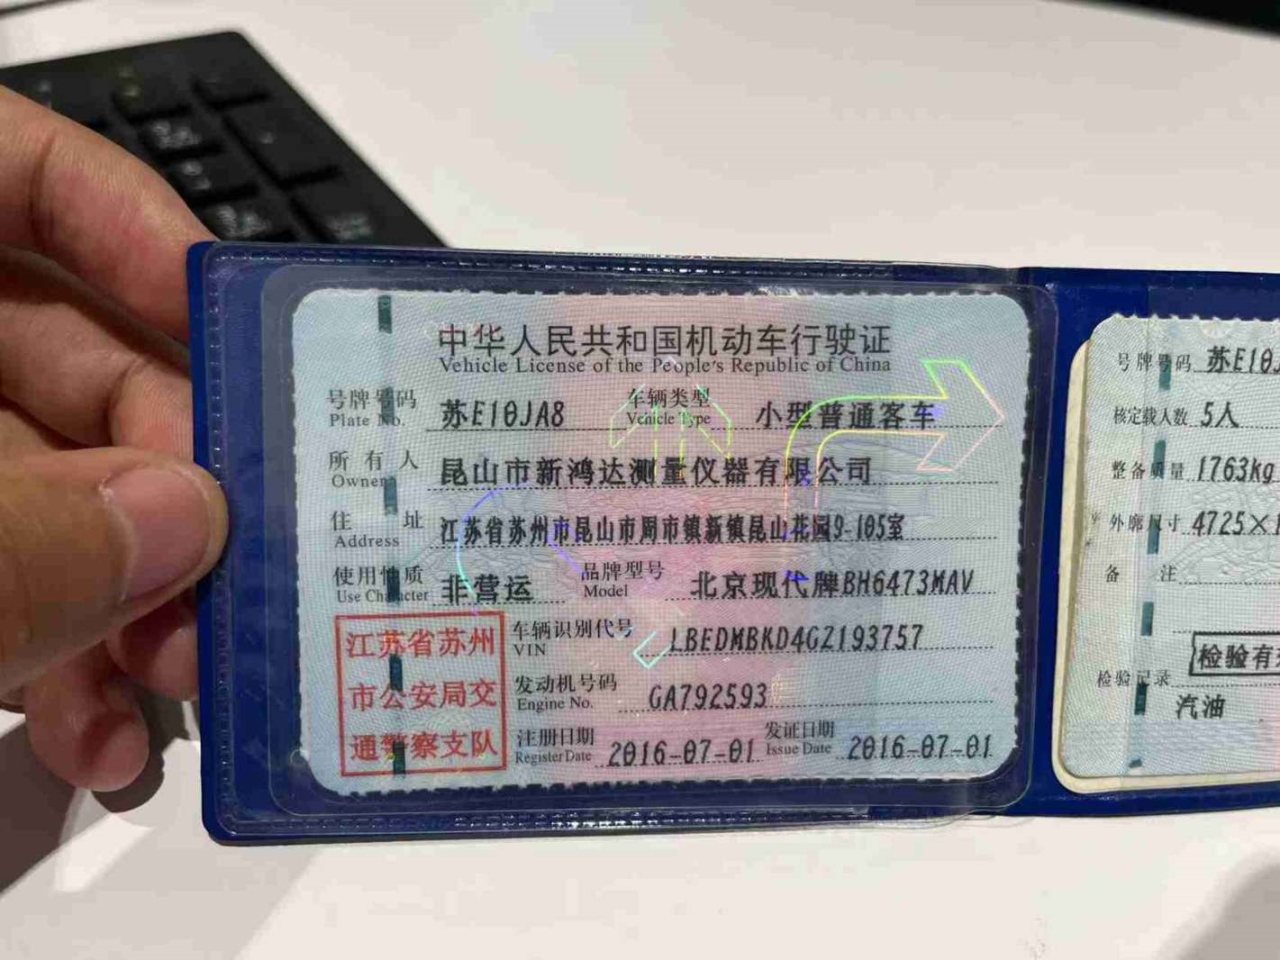 中华人民共和国机动车行驶证
Vehicle License of the People's Republic of China
号牌号码 苏E10JA8 车辆类型 小型普通客车
Plate No. Vehicle Type
所有人 昆山市新鸿达测量仪器有限公司
Owner
住址 江苏省苏州市昆山市周市镇新镇昆山花园9-105室
Address
使用性质 非营运 品牌型号 北京现代牌BH6473MAV
Use Character Model
江苏省苏州
市公安局交
通警察支队
车辆识别代号 LBEDMBKD4GZ193757
VIN
发动机号码 GA792593
Engine No.
注册日期 2016-07-01 发证日期 2016-07-01
Register Date Issue Date
号牌号码 苏E10J
核定载人数 5人
整备质量 1763kg
外廓尺寸 4725×1
备注
检验有
检验记录
汽油